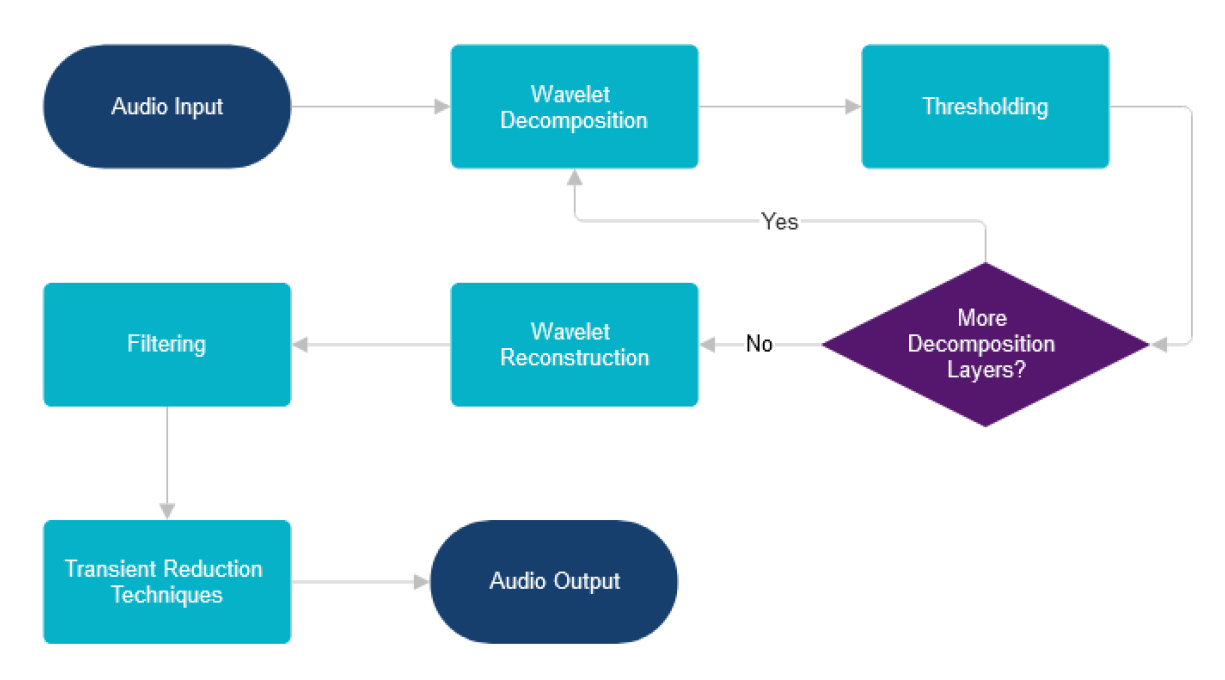 Audio Input
Wavelet
Decomposition
Thresholding
Yes
More
Decomposition
Layers?
No
Wavelet
Reconstruction
Filtering
Transient Reduction
Techniques
Audio Output